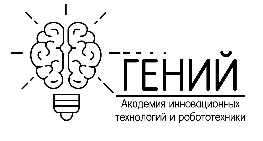 ГЕНИЙ
Академия инновационных
технологий и робототехники